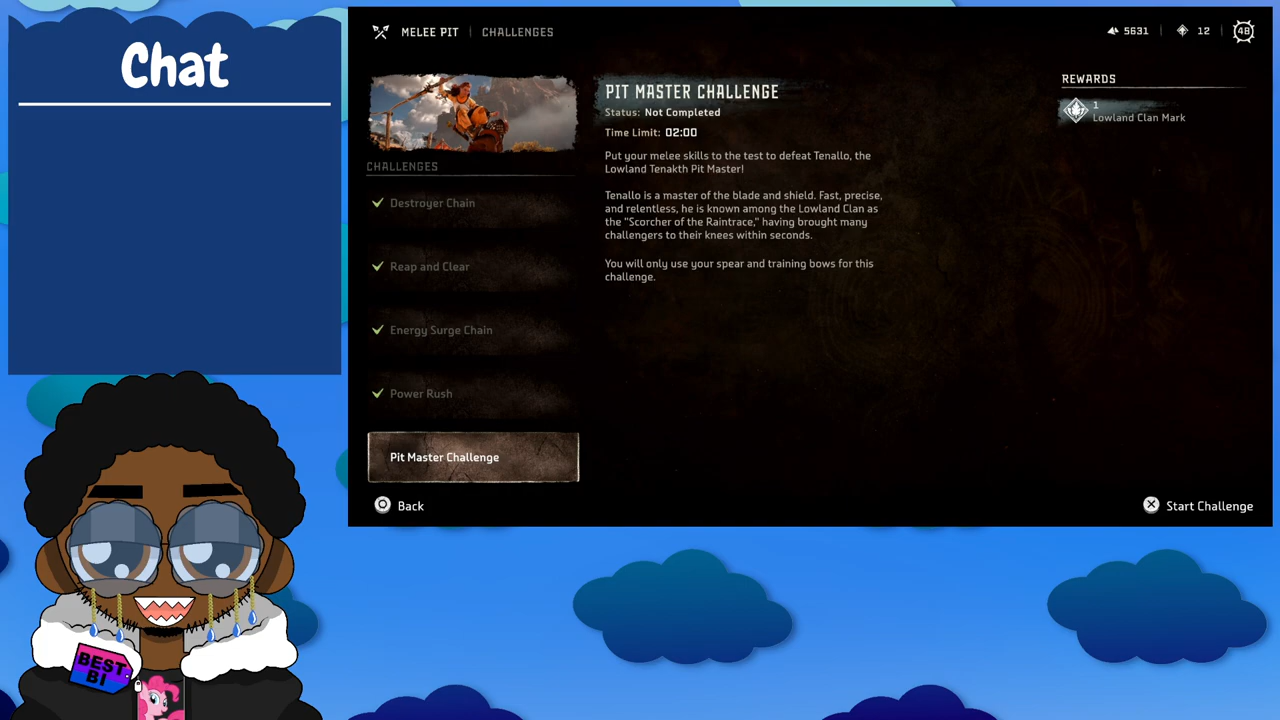 Chat
MELEE PIT | CHALLENGES
5631 | 12 | 48
CHALLENGES
Destroyer Chain
Reap and Clear
Energy Surge Chain
Power Rush
Pit Master Challenge
PIT MASTER CHALLENGE
Status: Not Completed
Time Limit: 02:00
Put your melee skills to the test to defeat Tenallo, the
Lowland Tenakth Pit Master!
Tenallo is a master of the blade and shield. Fast, precise,
and relentless, he is known among the Lowland Clan as
the "Scorcher of the Raintrace," having brought many
challengers to their knees within seconds.
You will only use your spear and training bows for this
challenge.
REWARDS
1
Lowland Clan Mark
Back
Start Challenge
BEST
BI